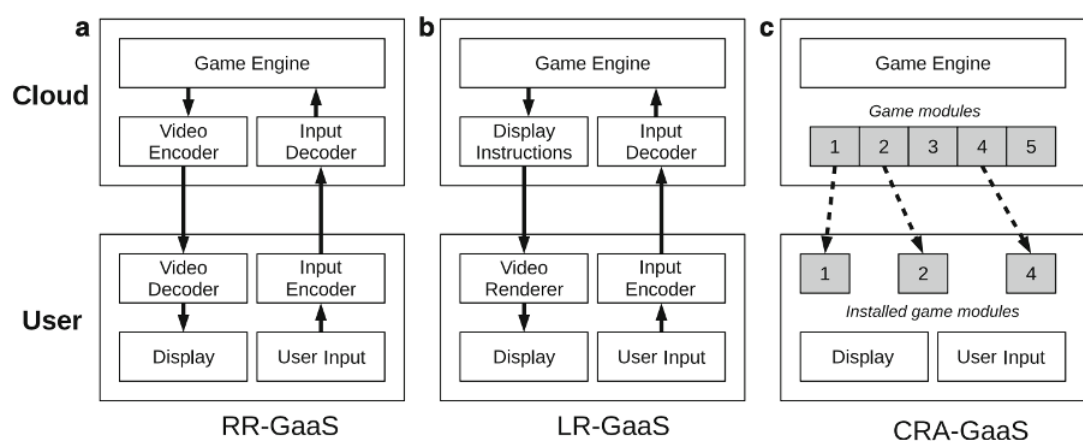 a
Game Engine
Cloud
Video
Encoder
Input
Decoder
User
Video
Decoder
Input
Encoder
Display
User Input
RR-GaaS
b
Game Engine
Display
Instructions
Input
Decoder
Video
Renderer
Input
Encoder
Display
User Input
LR-GaaS
c
Game Engine
Game modules
1 2 3 4 5
1 2 4
Installed game modules
Display
User Input
CRA-GaaS